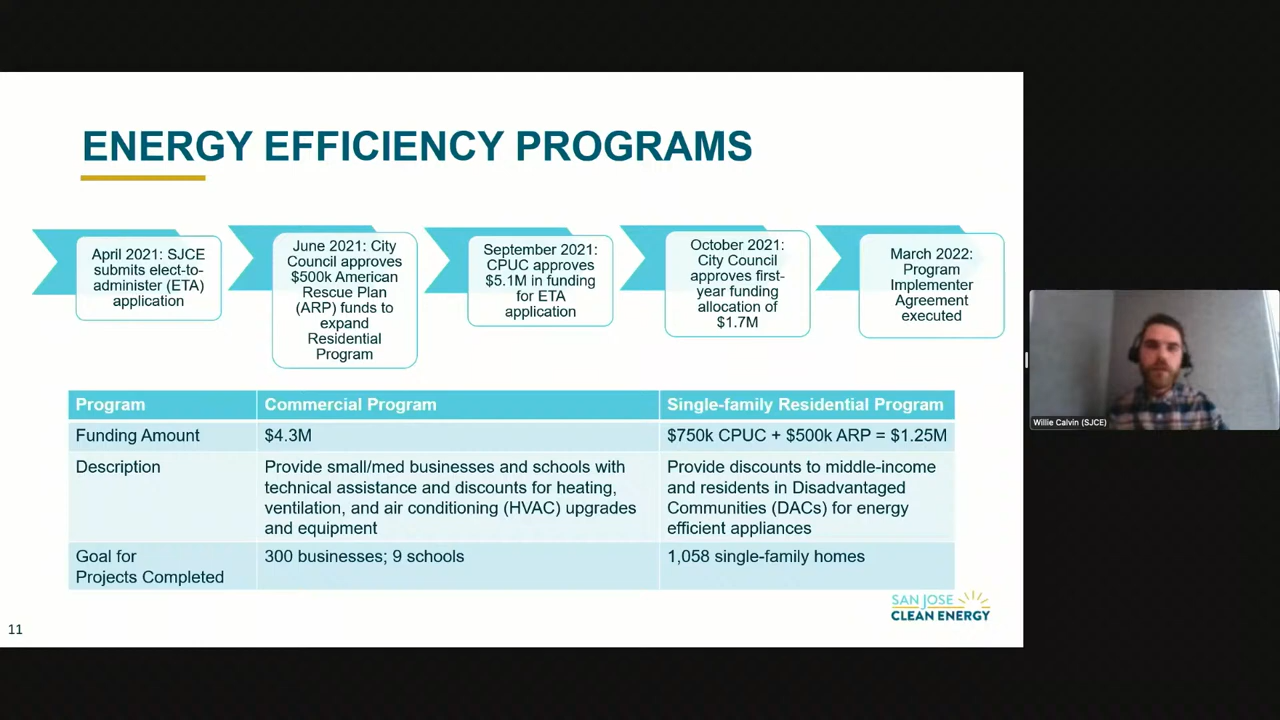 ENERGY EFFICIENCY PROGRAMS
April 2021: SJCE
submits elect-to-
administer (ETA)
application
June 2021: City
Council approves
$500k American
Rescue Plan
(ARP) funds to
expand
Residential
Program
September 2021:
CPUC approves
$5.1M in funding
for ETA
application
October 2021:
City Council
approves first-
year funding
allocation of
$1.7M
March 2022:
Program
Implementer
Agreement
executed
Program
Commercial Program
Single-family Residential Program
Funding Amount
$4.3M
$750k CPUC + $500k ARP = $1.25M
Description
Provide small/med businesses and schools with
technical assistance and discounts for heating,
ventilation, and air conditioning (HVAC) upgrades
and equipment
Provide discounts to middle-income
and residents in Disadvantaged
Communities (DACs) for energy
efficient appliances
Goal for
Projects Completed
300 businesses; 9 schools
1,058 single-family homes
SAN JOSE
CLEAN ENERGY
11
Willie Calvin (SJCE)